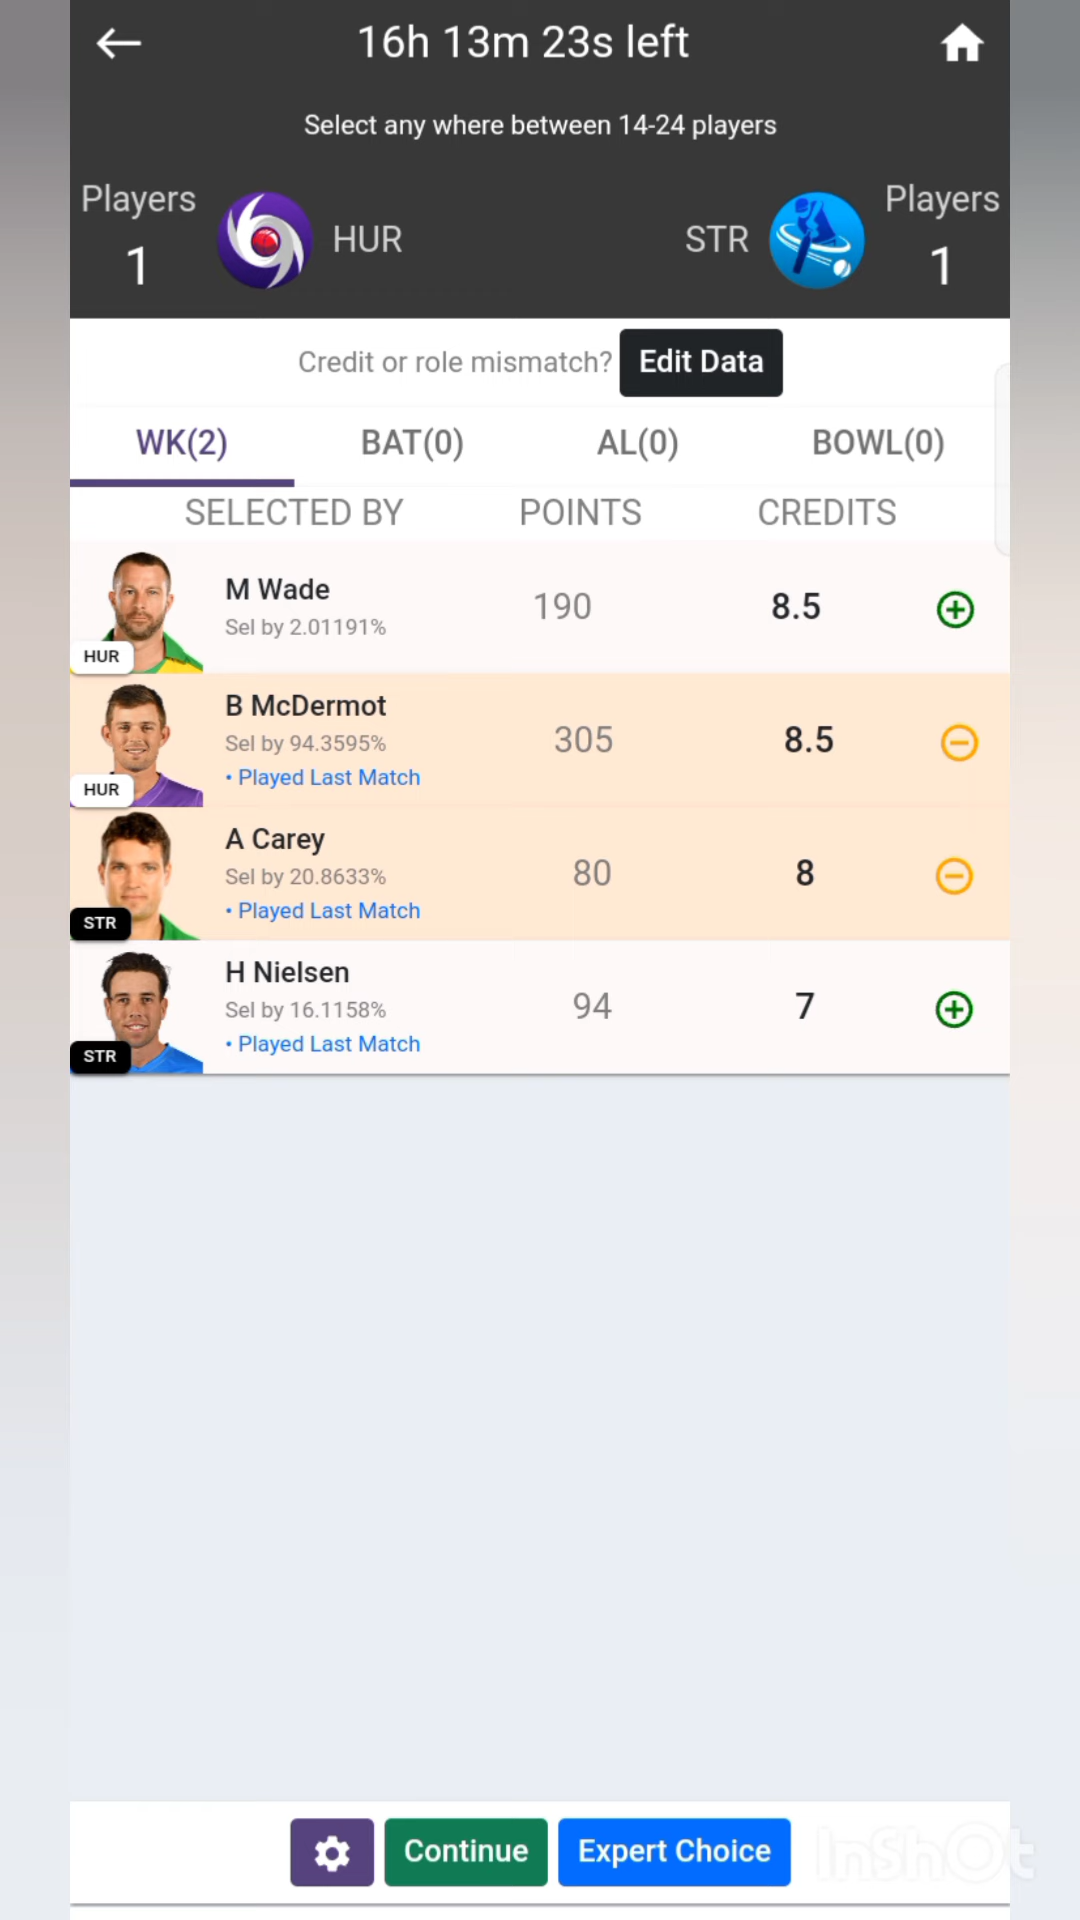 16h 13m 23s left
Select any where between 14-24 players
Players
1
HUR
STR
Players
1
Credit or role mismatch? Edit Data
WK(2) BAT(0) AL(0) BOWL(0)
SELECTED BY POINTS CREDITS
M Wade
Sel by 2.01191%
190 8.5
HUR
B McDermot
Sel by 94.3595%
• Played Last Match
305 8.5
HUR
A Carey
Sel by 20.8633%
• Played Last Match
80 8
STR
H Nielsen
Sel by 16.1158%
• Played Last Match
94 7
STR
Continue Expert Choice
InShOt